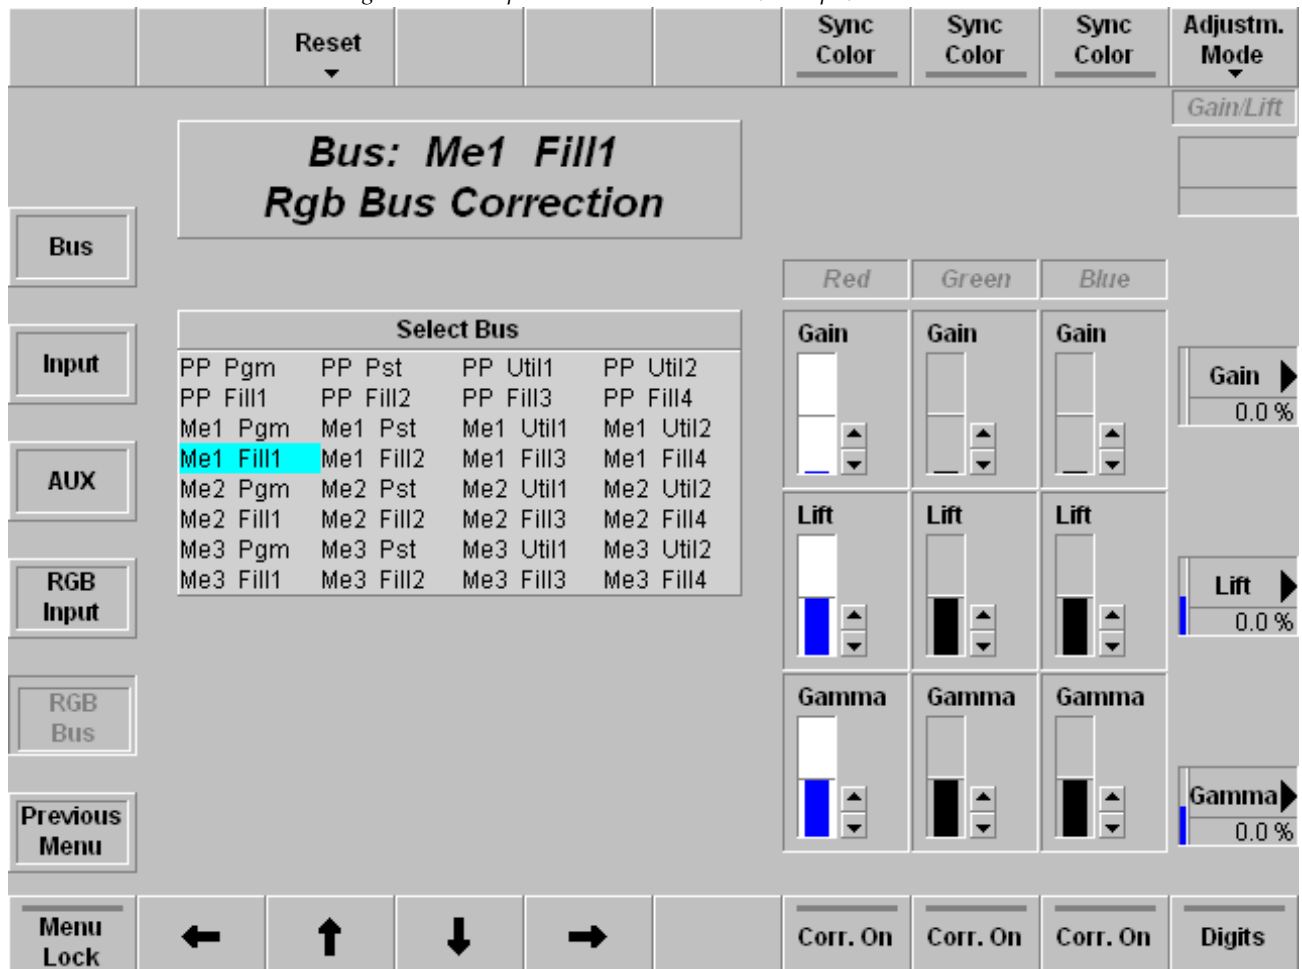 Reset
Sync Color
Sync Color
Sync Color
Adjustm. Mode
Gain/Lift
Bus: Me1 Fill1
Rgb Bus Correction
Bus
Input
AUX
RGB Input
RGB Bus
Previous Menu
Select Bus
PP Pgm PP Pst PP Util1 PP Util2
PP Fill1 PP Fill2 PP Fill3 PP Fill4
Me1 Pgm Me1 Pst Me1 Util1 Me1 Util2
Me1 Fill1 Me1 Fill2 Me1 Fill3 Me1 Fill4
Me2 Pgm Me2 Pst Me2 Util1 Me2 Util2
Me2 Fill1 Me2 Fill2 Me2 Fill3 Me2 Fill4
Me3 Pgm Me3 Pst Me3 Util1 Me3 Util2
Me3 Fill1 Me3 Fill2 Me3 Fill3 Me3 Fill4
Red Green Blue
Gain Gain Gain
Lift Lift Lift
Gamma Gamma Gamma
Gain
0.0 %
Lift
0.0 %
Gamma
0.0 %
Menu Lock
Corr. On Corr. On Corr. On Digits